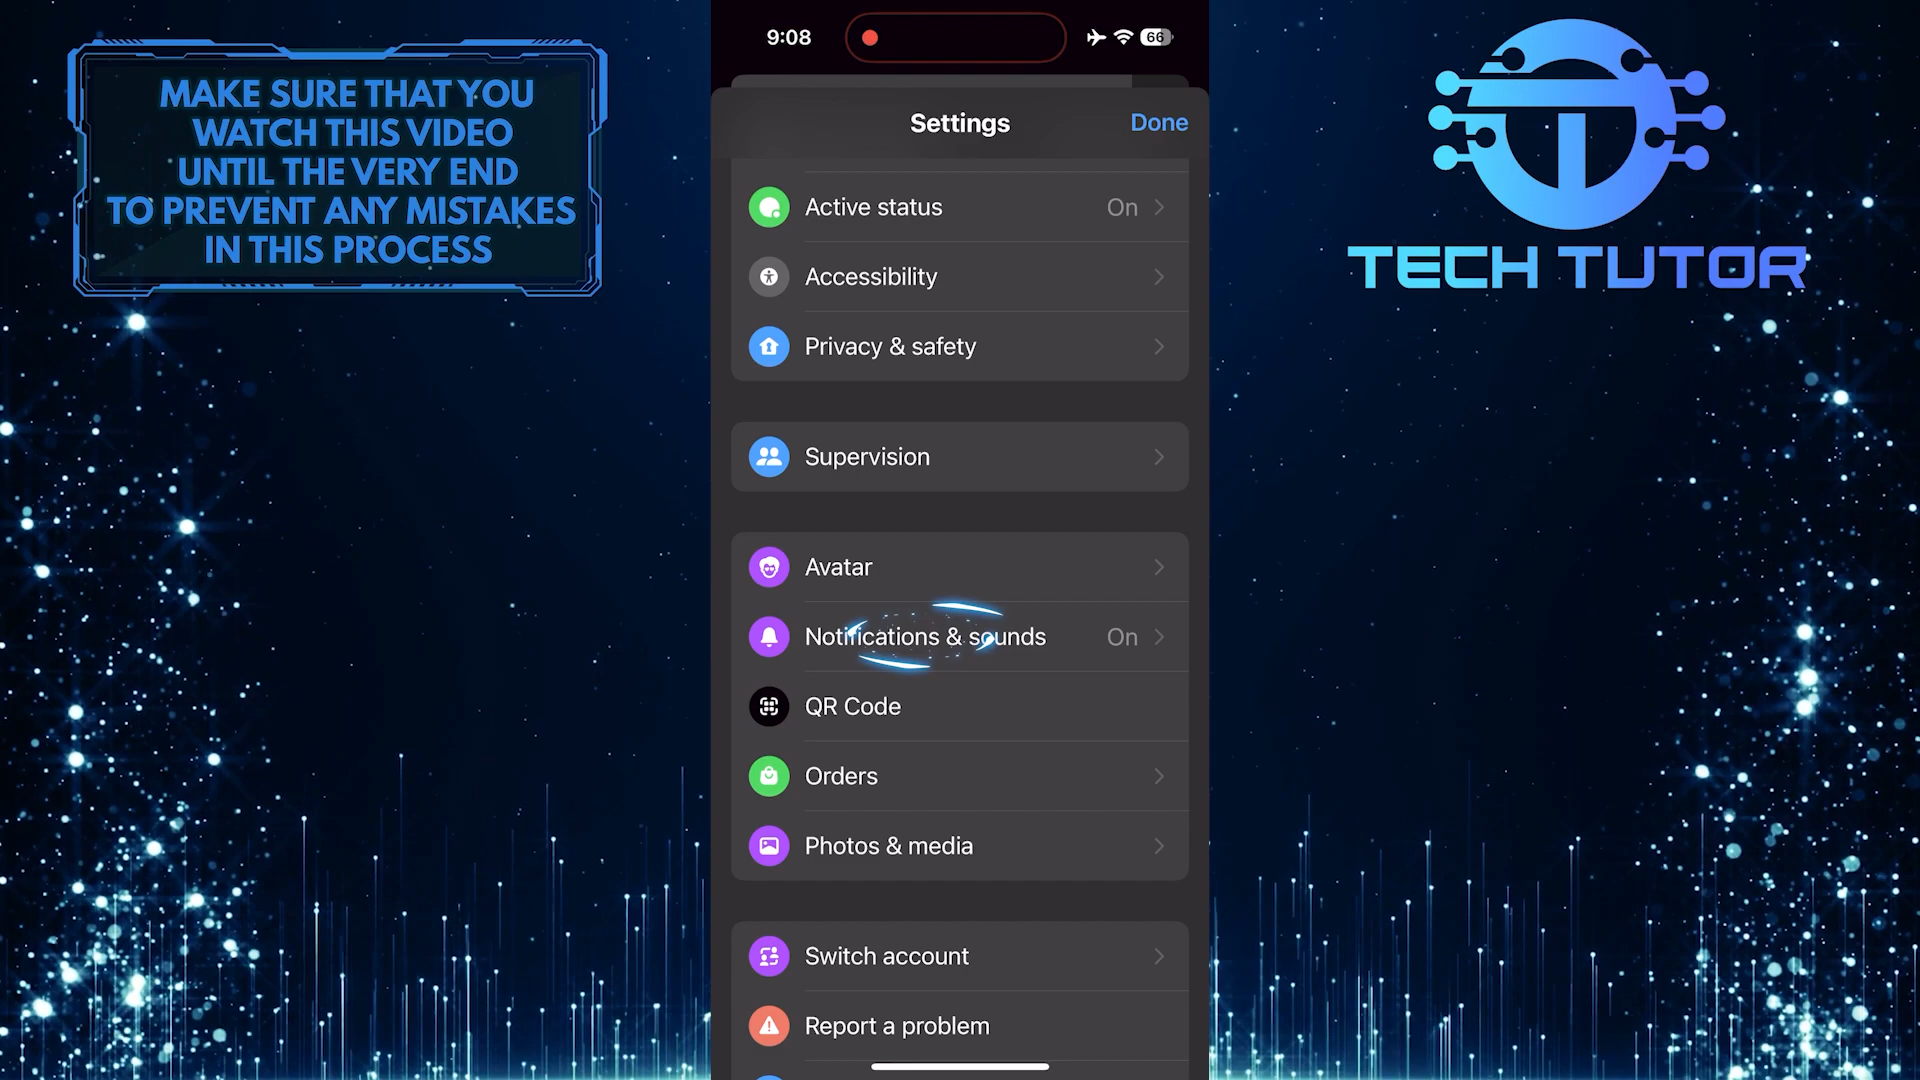 MAKE SURE THAT YOU
WATCH THIS VIDEO
UNTIL THE VERY END
TO PREVENT ANY MISTAKES
IN THIS PROCESS
9:08
66
Settings
Done
Active status On
Accessibility
Privacy & safety
Supervision
Avatar
Notifications & sounds On
QR Code
Orders
Photos & media
Switch account
Report a problem
TECH TUTOR